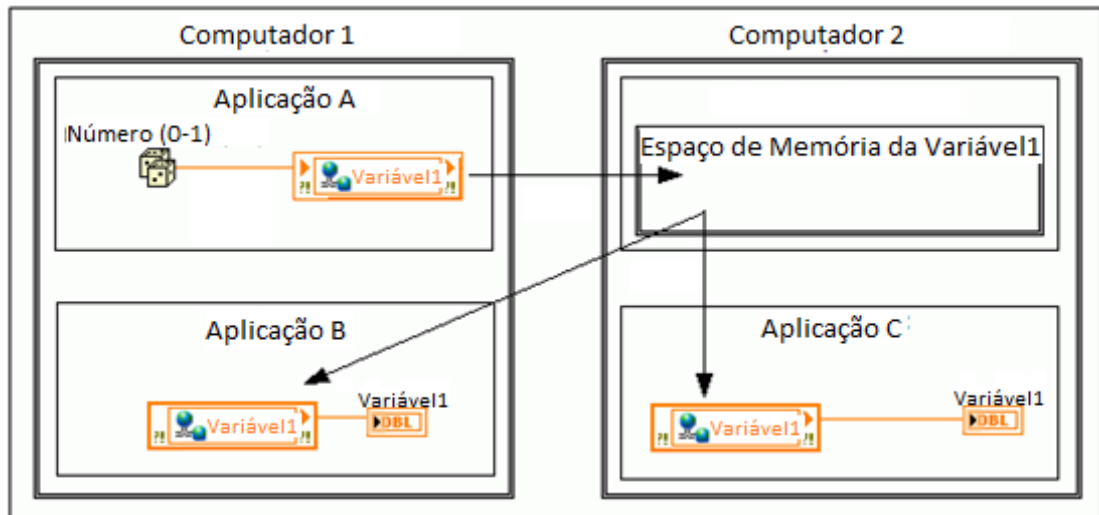 Computador 1
Computador 2
Aplicação A
Número (0-1)
?!
Variável1
?!
Espaço de Memória da Variável1
Aplicação B
?!
Variável1
?!
Variável1
DBL
Aplicação C
?!
Variável1
?!
Variável1
DBL